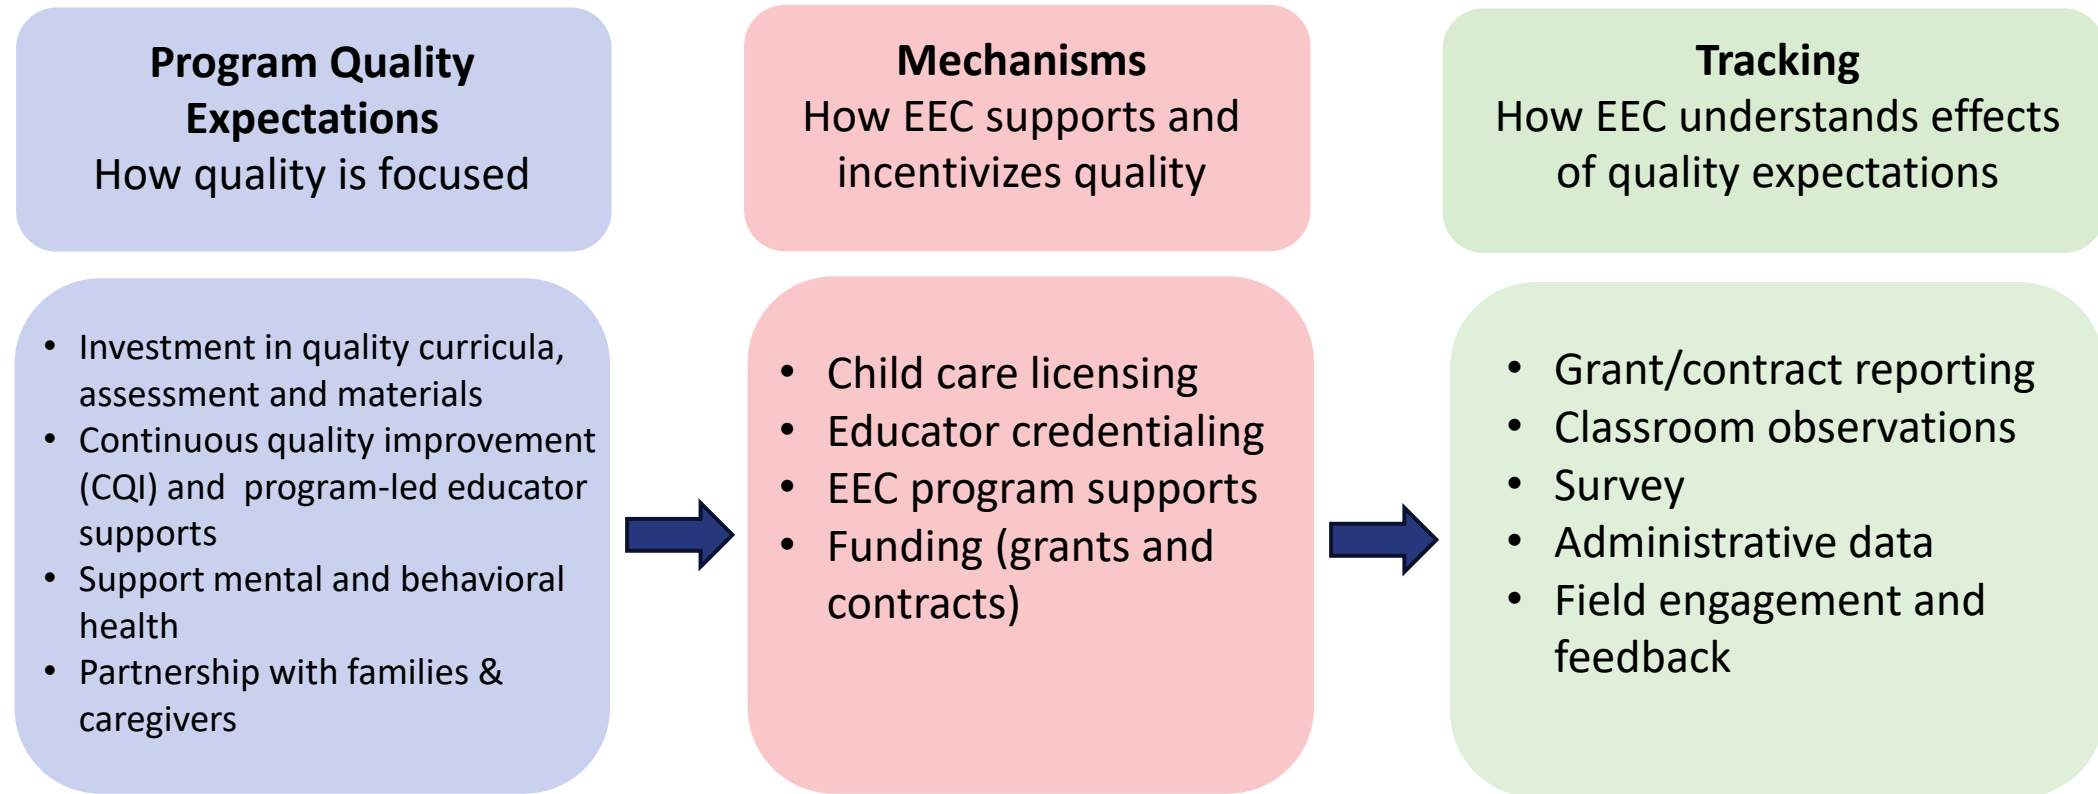 Program Quality
Expectations
How quality is focused
• Investment in quality curricula,
assessment and materials
• Continuous quality improvement
(CQI) and  program-led educator
supports
• Support mental and behavioral
health
• Partnership with families &
caregivers
Mechanisms
How EEC supports and
incentivizes quality
• Child care licensing
• Educator credentialing
• EEC program supports
• Funding (grants and
contracts)
Tracking
How EEC understands effects
of quality expectations
• Grant/contract reporting
• Classroom observations
• Survey
• Administrative data
• Field engagement and
feedback